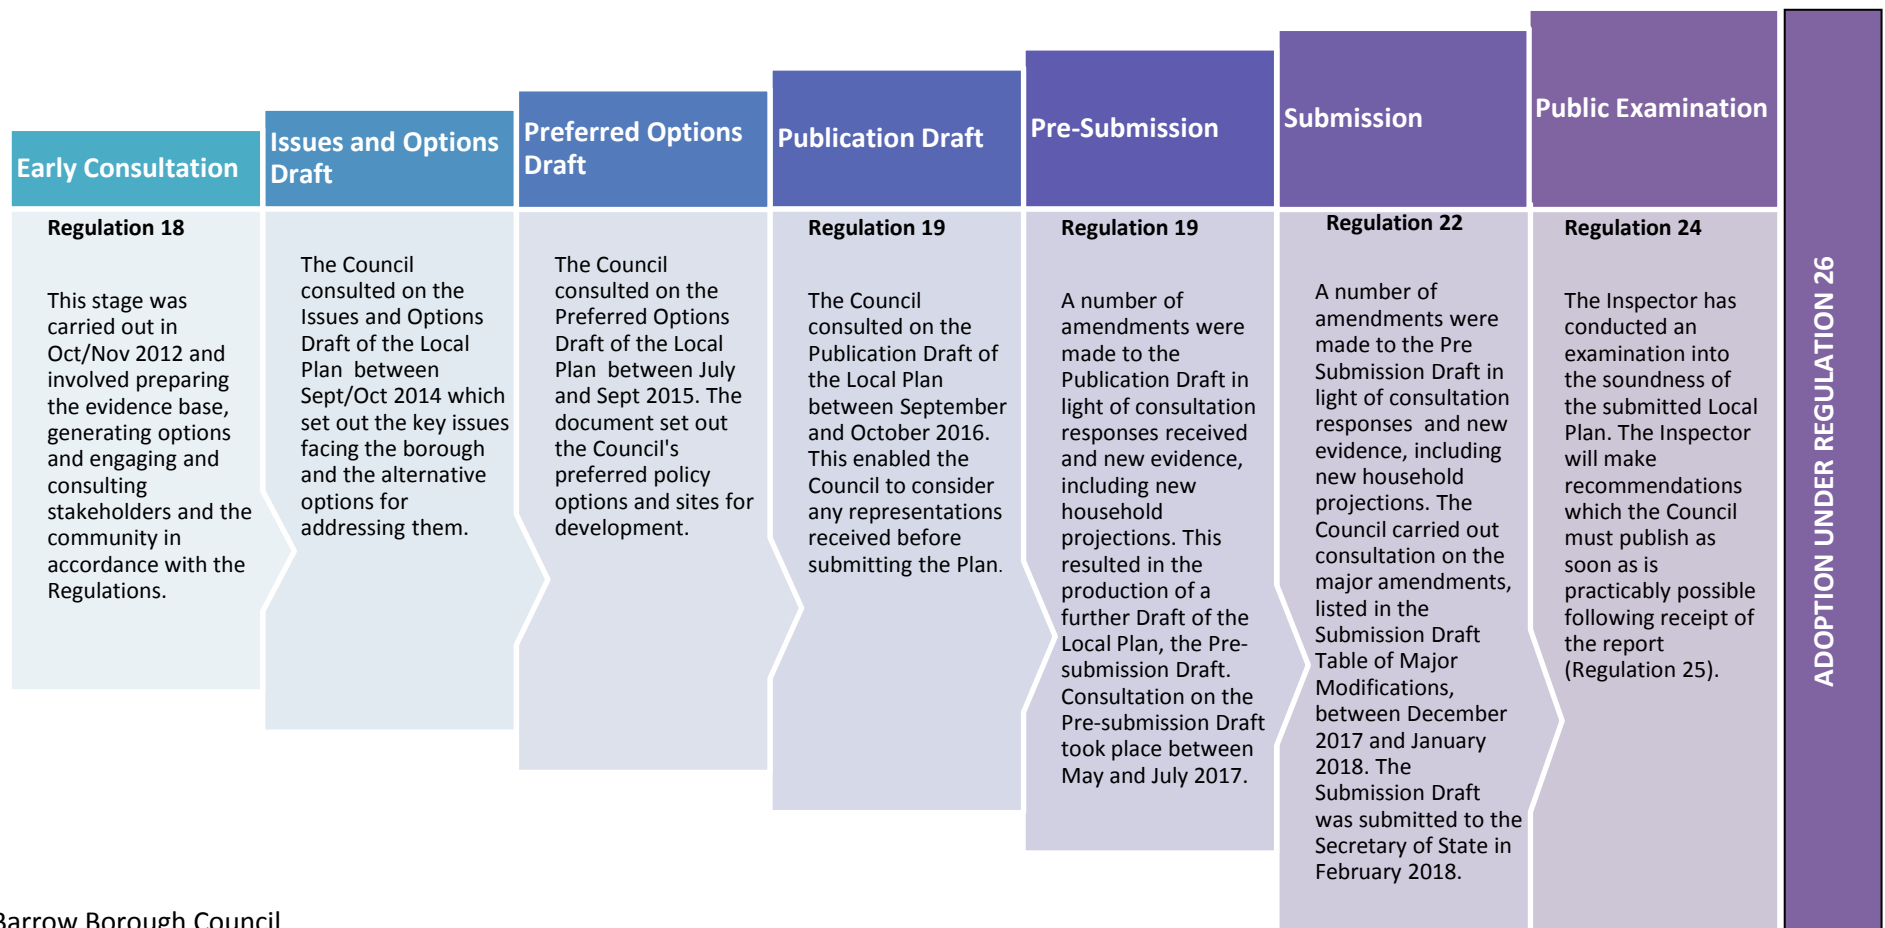 Early Consultation
Regulation 18
This stage was
carried out in
Oct/Nov 2012 and
involved preparing
the evidence base,
generating options
and engaging and
consulting
stakeholders and the
community in
accordance with the
Regulations.
Issues and Options
Draft
The Council
consulted on the
Issues and Options
Draft of the Local
Plan between
Sept/Oct 2014 which
set out the key issues
facing the borough
and the alternative
options for
addressing them.
Preferred Options
Draft
The Council
consulted on the
Preferred Options
Draft of the Local
Plan between July
and Sept 2015. The
document set out
the Council's
preferred policy
options and sites for
development.
Publication Draft
Regulation 19
The Council
consulted on the
Publication Draft of
the Local Plan
between September
and October 2016.
This enabled the
Council to consider
any representations
received before
submitting the Plan.
Pre-Submission
Regulation 19
A number of
amendments were
made to the
Publication Draft in
light of consultation
responses received
and new evidence,
including new
household
projections. This
resulted in the
production of a
further Draft of the
Local Plan, the Pre-
submission Draft.
Consultation on the
Pre-submission Draft
took place between
May and July 2017.
Submission
Regulation 22
A number of
amendments were
made to the Pre
Submission Draft in
light of consultation
responses and new
evidence, including
new household
projections. The
Council carried out
consultation on the
major amendments,
listed in the
Submission Draft
Table of Major
Modifications,
between December
2017 and January
2018. The
Submission Draft
was submitted to the
Secretary of State in
February 2018.
Public Examination
Regulation 24
The Inspector has
conducted an
examination into
the soundness of
the submitted Local
Plan. The Inspector
will make
recommendations
which the Council
must publish as
soon as is
practicably possible
following receipt of
the report
(Regulation 25).
ADOPTION UNDER REGULATION 26
Barrow Borough Council